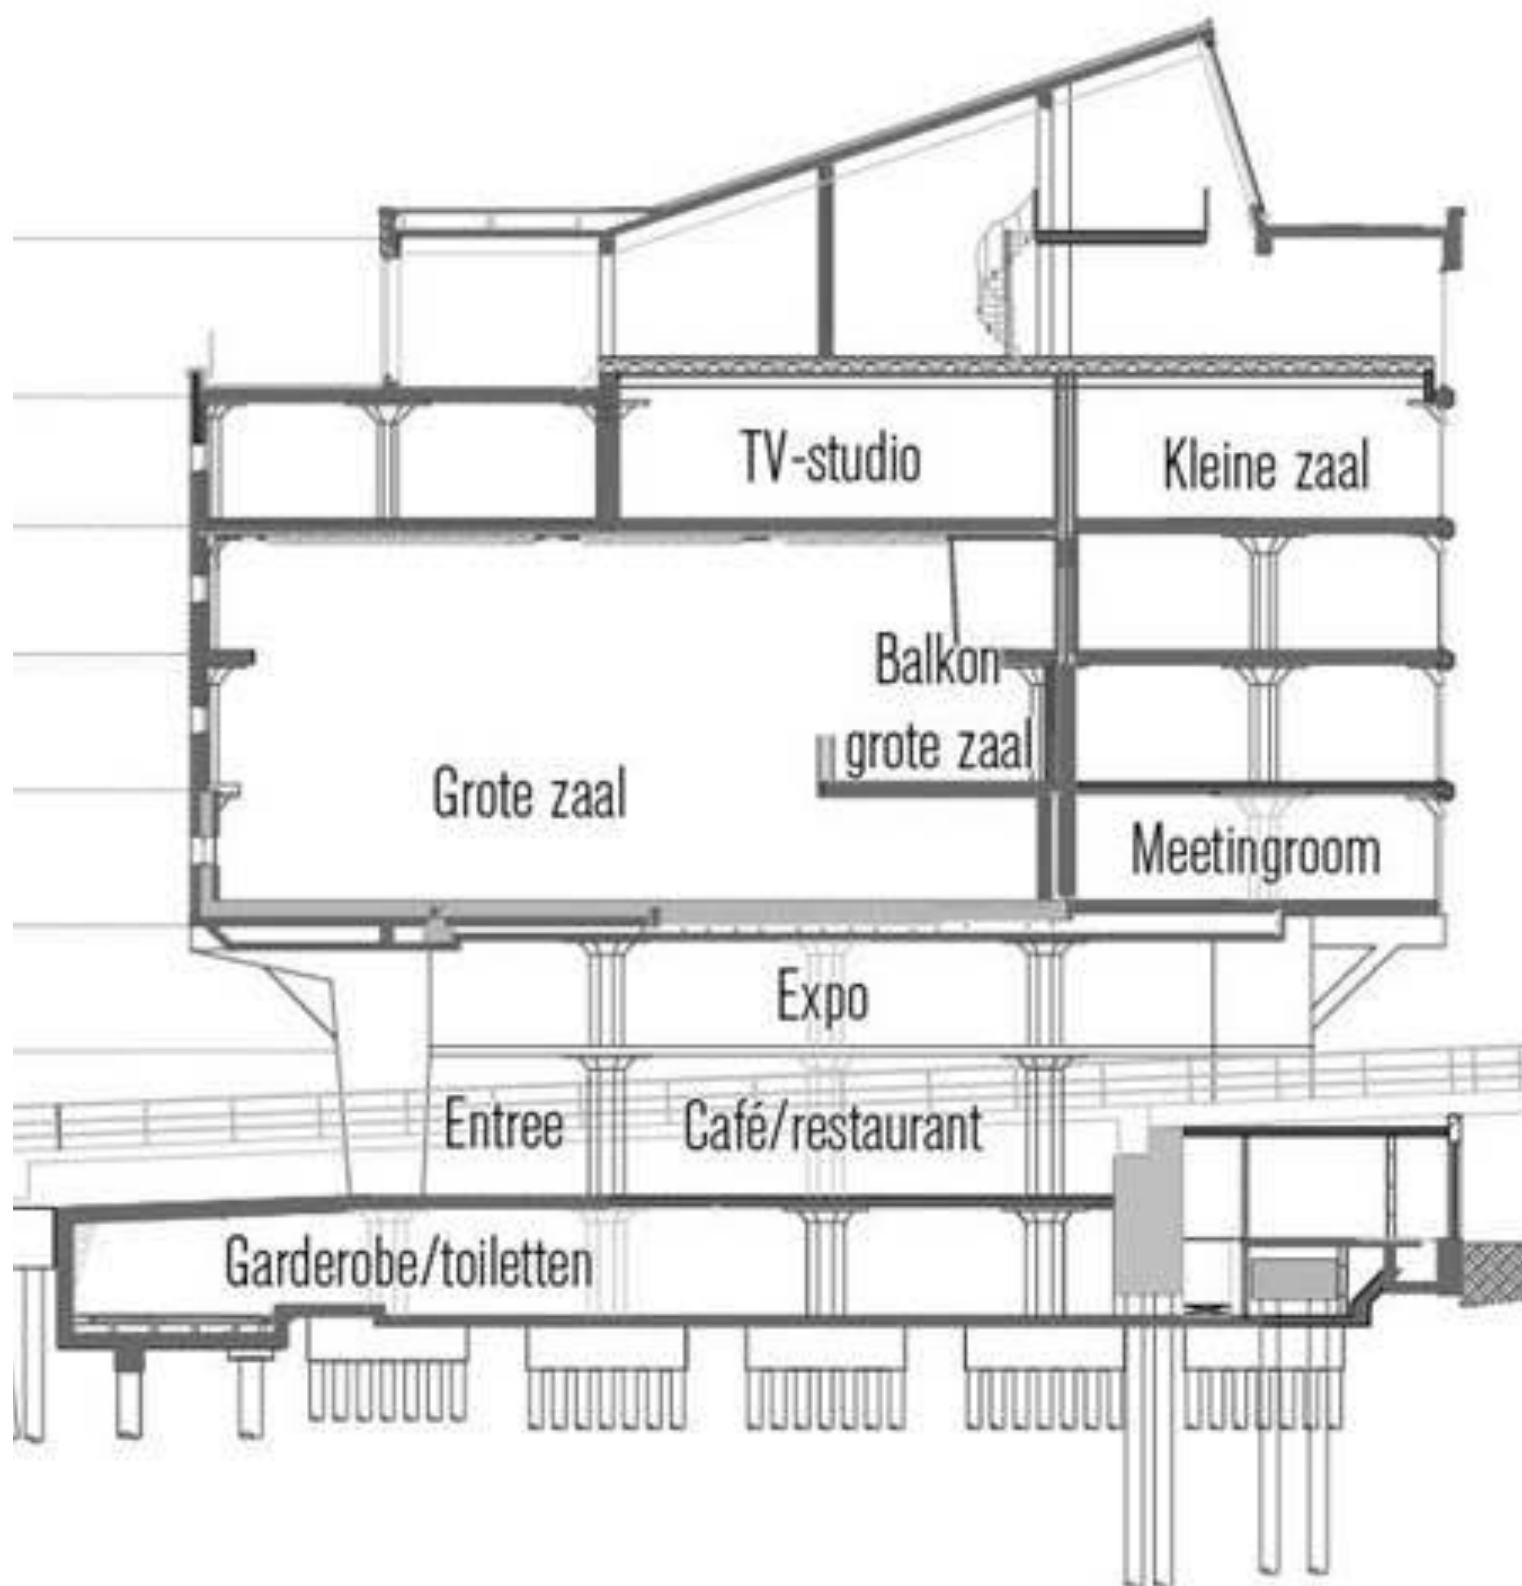 TV-studio
Kleine zaal
Balkon
grote zaal
Grote zaal
Meetingroom
Expo
Entree
Café/restaurant
Garderobe/toiletten